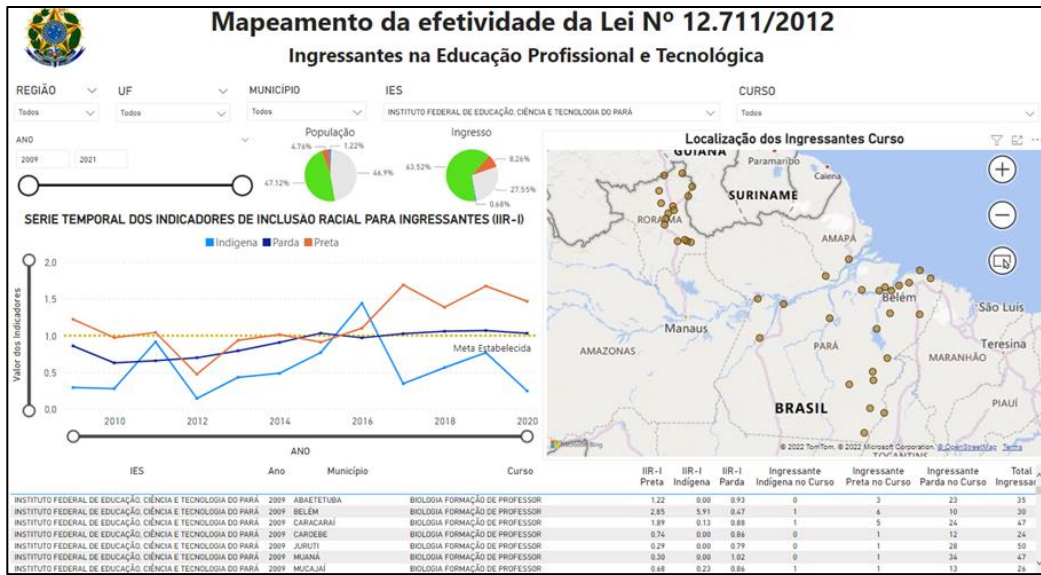 Mapeamento da efetividade da Lei Nº 12.711/2012
Ingressantes na Educação Profissional e Tecnológica
REGIÃO UF MUNICÍPIO IES CURSO
Todos Todos Todos INSTITUTO FEDERAL DE EDUCAÇÃO, CIÊNCIA E TECNOLOGIA DO PARÁ Todos
ANO
2009 2021
População
4.76% 1.22%
47.12% 46.9%
Ingresso
63.52% 8.26%
27.55%
0.68%
SERIE TEMPORAL DOS INDICADORES DE INCLUSÃO RACIAL PARA INGRESSANTES (IIR-I)
Indigena Parda Preta
Valor dos Indicadores
2.0
1,5
1,0
0,5
0.0
Meta Estabelecida
2010 2012 2014 2016 2018 2020
ANO
Localização dos Ingressantes Curso
GUIANA
Paramaribo
Caiena
SURINAME
RORAIMA
AMAPÁ
Belém
São Luis
Manaus
Teresina
AMAZONAS
PARÁ
MARANHÃO
BRASIL
PIAUÍ
TOCANTINS
Microsoft Bing
© 2022 TomTom, © 2022 Microsoft Corporation, © OpenStreetMap Terms
IES Ano Município Curso IIR-I Preta IIR-I Indígena IIR-I Parda Ingressante Indígena no Curso Ingressante Preta no Curso Ingressante Parda no Curso Total Ingressar
INSTITUTO FEDERAL DE EDUCAÇÃO, CIÊNCIA E TECNOLOGIA DO PARÁ 2009 ABAETETUBA BIOLOGIA FORMAÇÃO DE PROFESSOR 1.22 0.00 0.93 0 3 23 35
INSTITUTO FEDERAL DE EDUCAÇÃO, CIÊNCIA E TECNOLOGIA DO PARÁ 2009 BELÉM BIOLOGIA FORMAÇÃO DE PROFESSOR 2.85 5.91 0.47 1 6 10 30
INSTITUTO FEDERAL DE EDUCAÇÃO, CIÊNCIA E TECNOLOGIA DO PARÁ 2009 CARACARAÍ BIOLOGIA FORMAÇÃO DE PROFESSOR 1.89 0.13 0.88 1 5 24 47
INSTITUTO FEDERAL DE EDUCAÇÃO, CIÊNCIA E TECNOLOGIA DO PARÁ 2009 CAROEBE BIOLOGIA FORMAÇÃO DE PROFESSOR 0.74 0.00 0.86 0 1 12 24
INSTITUTO FEDERAL DE EDUCAÇÃO, CIÊNCIA E TECNOLOGIA DO PARÁ 2009 JURUTI BIOLOGIA FORMAÇÃO DE PROFESSOR 0.29 0.00 0.79 0 1 28 50
INSTITUTO FEDERAL DE EDUCAÇÃO, CIÊNCIA E TECNOLOGIA DO PARÁ 2009 MUANÁ BIOLOGIA FORMAÇÃO DE PROFESSOR 0.30 0.00 1.02 0 1 34 47
INSTITUTO FEDERAL DE EDUCAÇÃO, CIÊNCIA E TECNOLOGIA DO PARÁ 2009 MUCAJAÍ BIOLOGIA FORMAÇÃO DE PROFESSOR 0.68 0.23 0.86 1 1 13 26